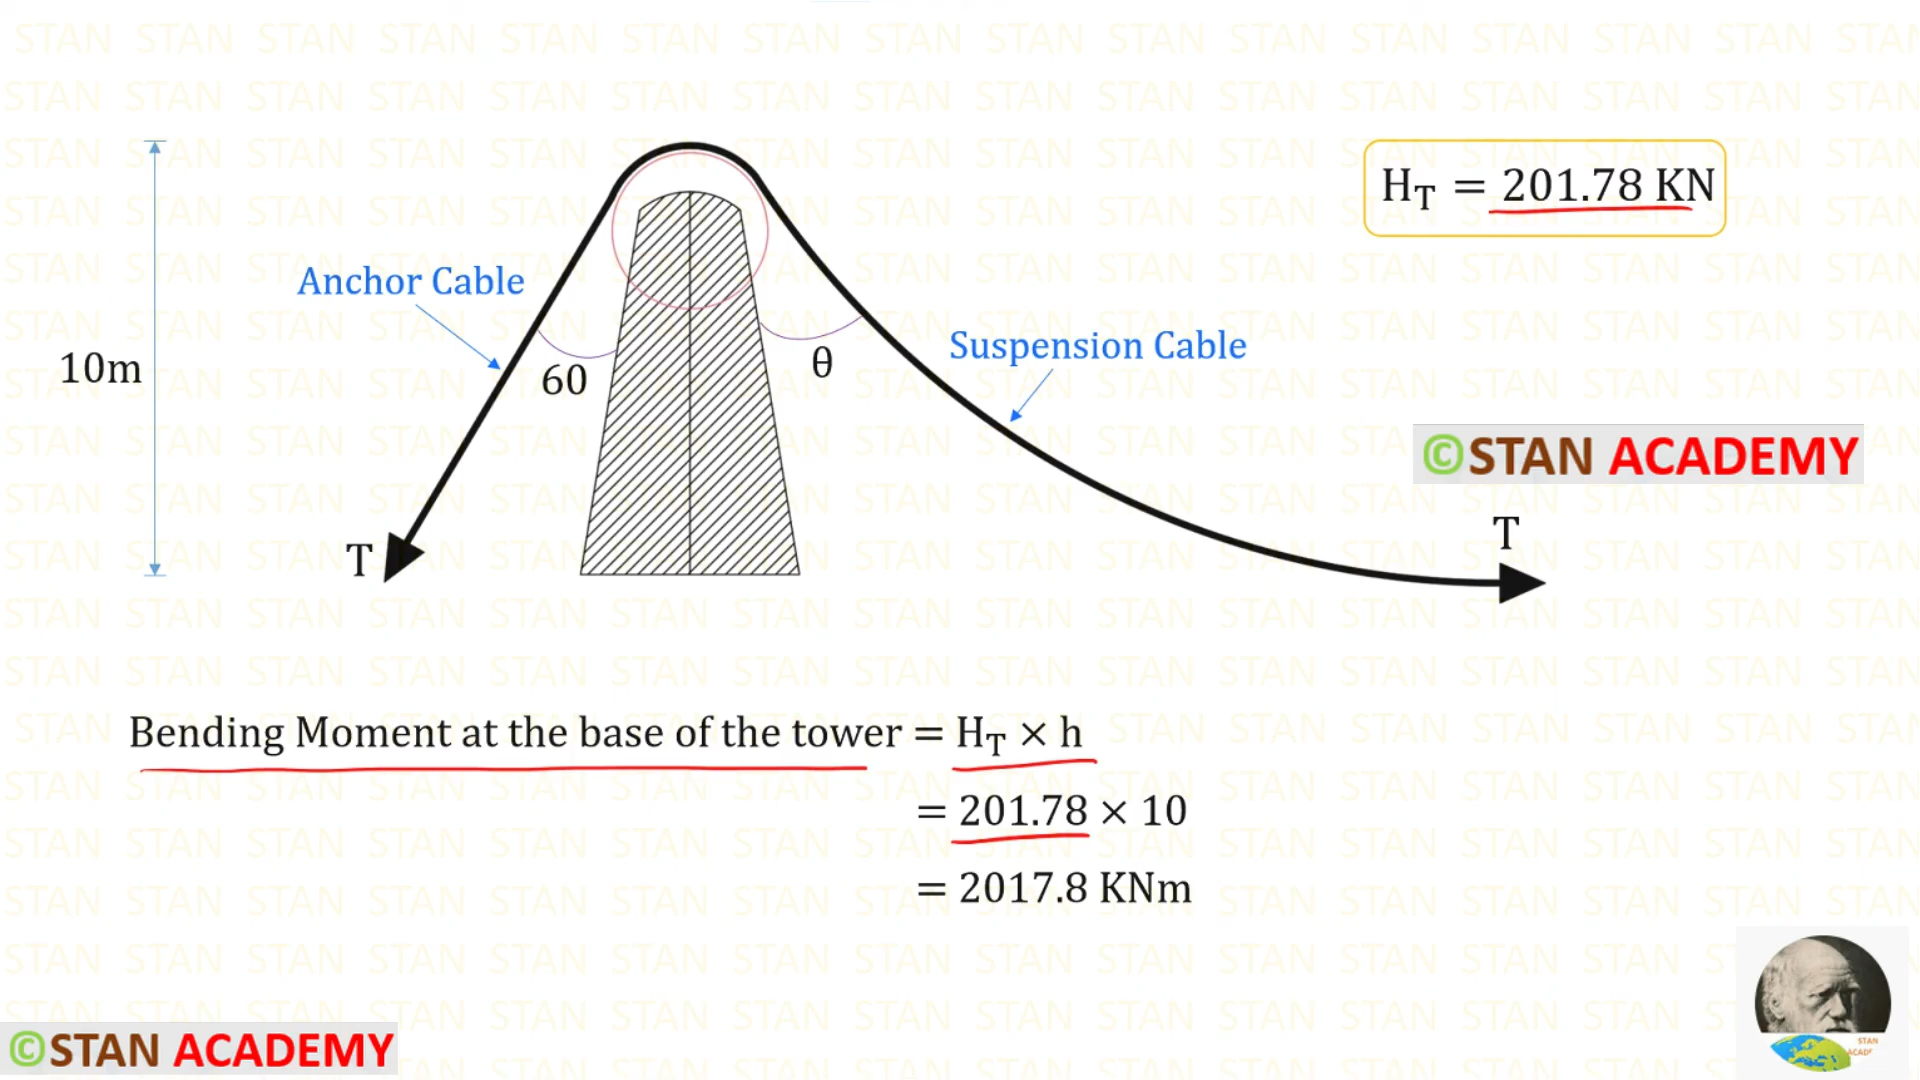 H_T = 201.78 KN
Anchor Cable
Suspension Cable
10m
60
θ
©STAN ACADEMY
T
T
Bending Moment at the base of the tower = H_T × h
= 201.78 × 10
= 2017.8 KNm
©STAN ACADEMY
STAN